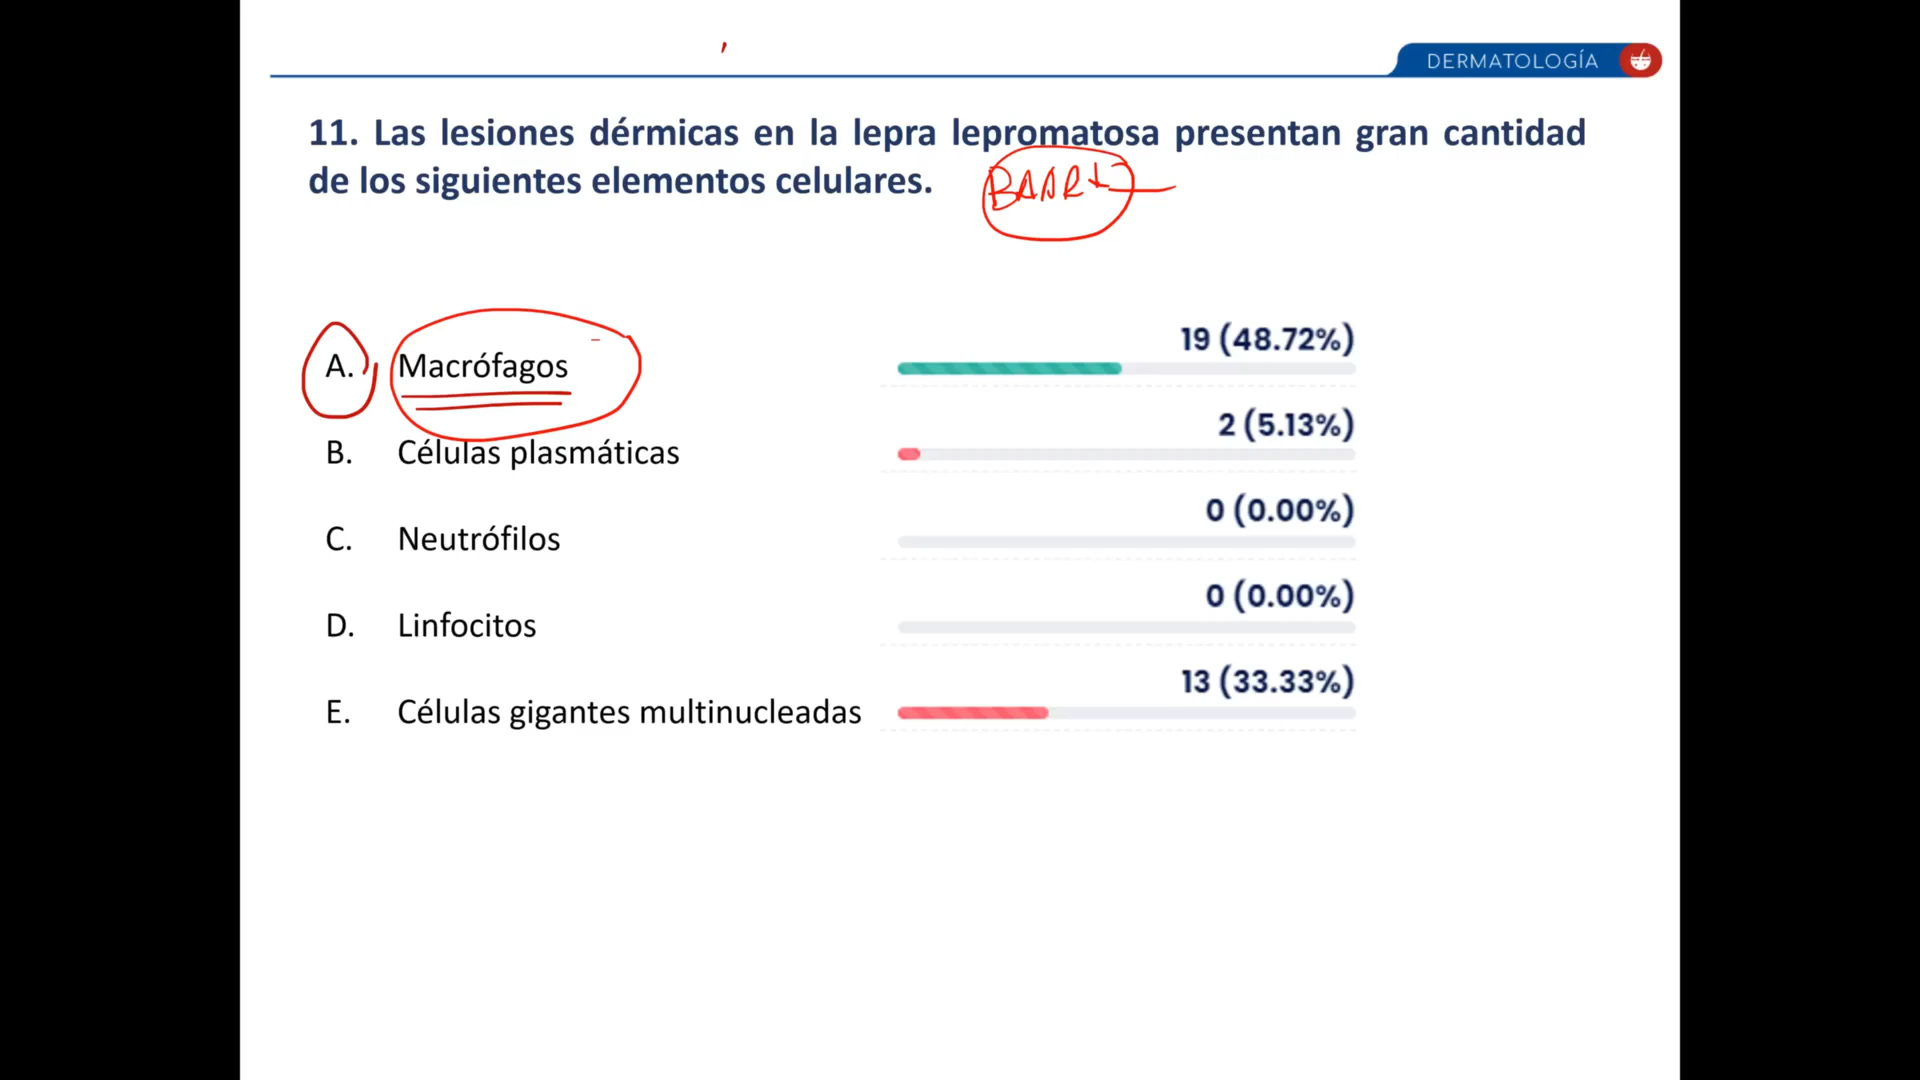 DERMATOLOGÍA
11. Las lesiones dérmicas en la lepra lepromatosa presentan gran cantidad
de los siguientes elementos celulares.
BAAR+
A. Macrófagos
19 (48.72%)
B. Células plasmáticas
2 (5.13%)
C. Neutrófilos
0 (0.00%)
D. Linfocitos
0 (0.00%)
E. Células gigantes multinucleadas
13 (33.33%)